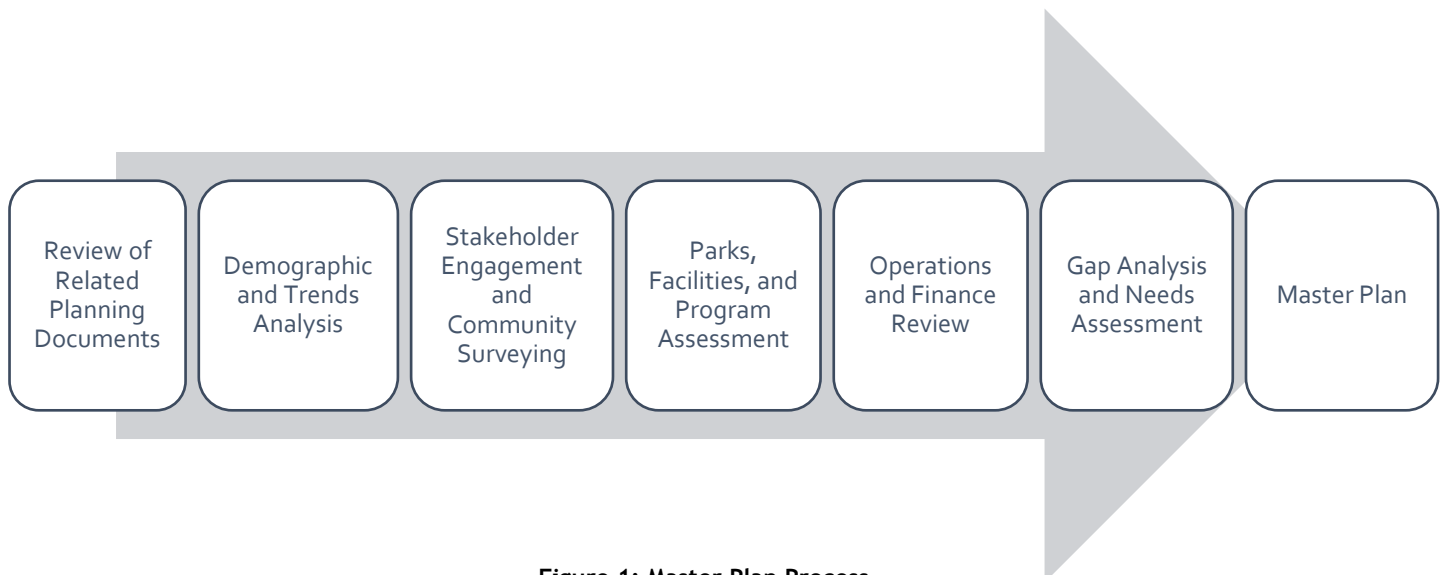 Review of
Related
Planning
Documents
Demographic
and Trends
Analysis
Stakeholder
Engagement
and
Community
Surveying
Parks,
Facilities, and
Program
Assessment
Operations
and Finance
Review
Gap Analysis
and Needs
Assessment
Master Plan
Figure 1: Master Plan Process